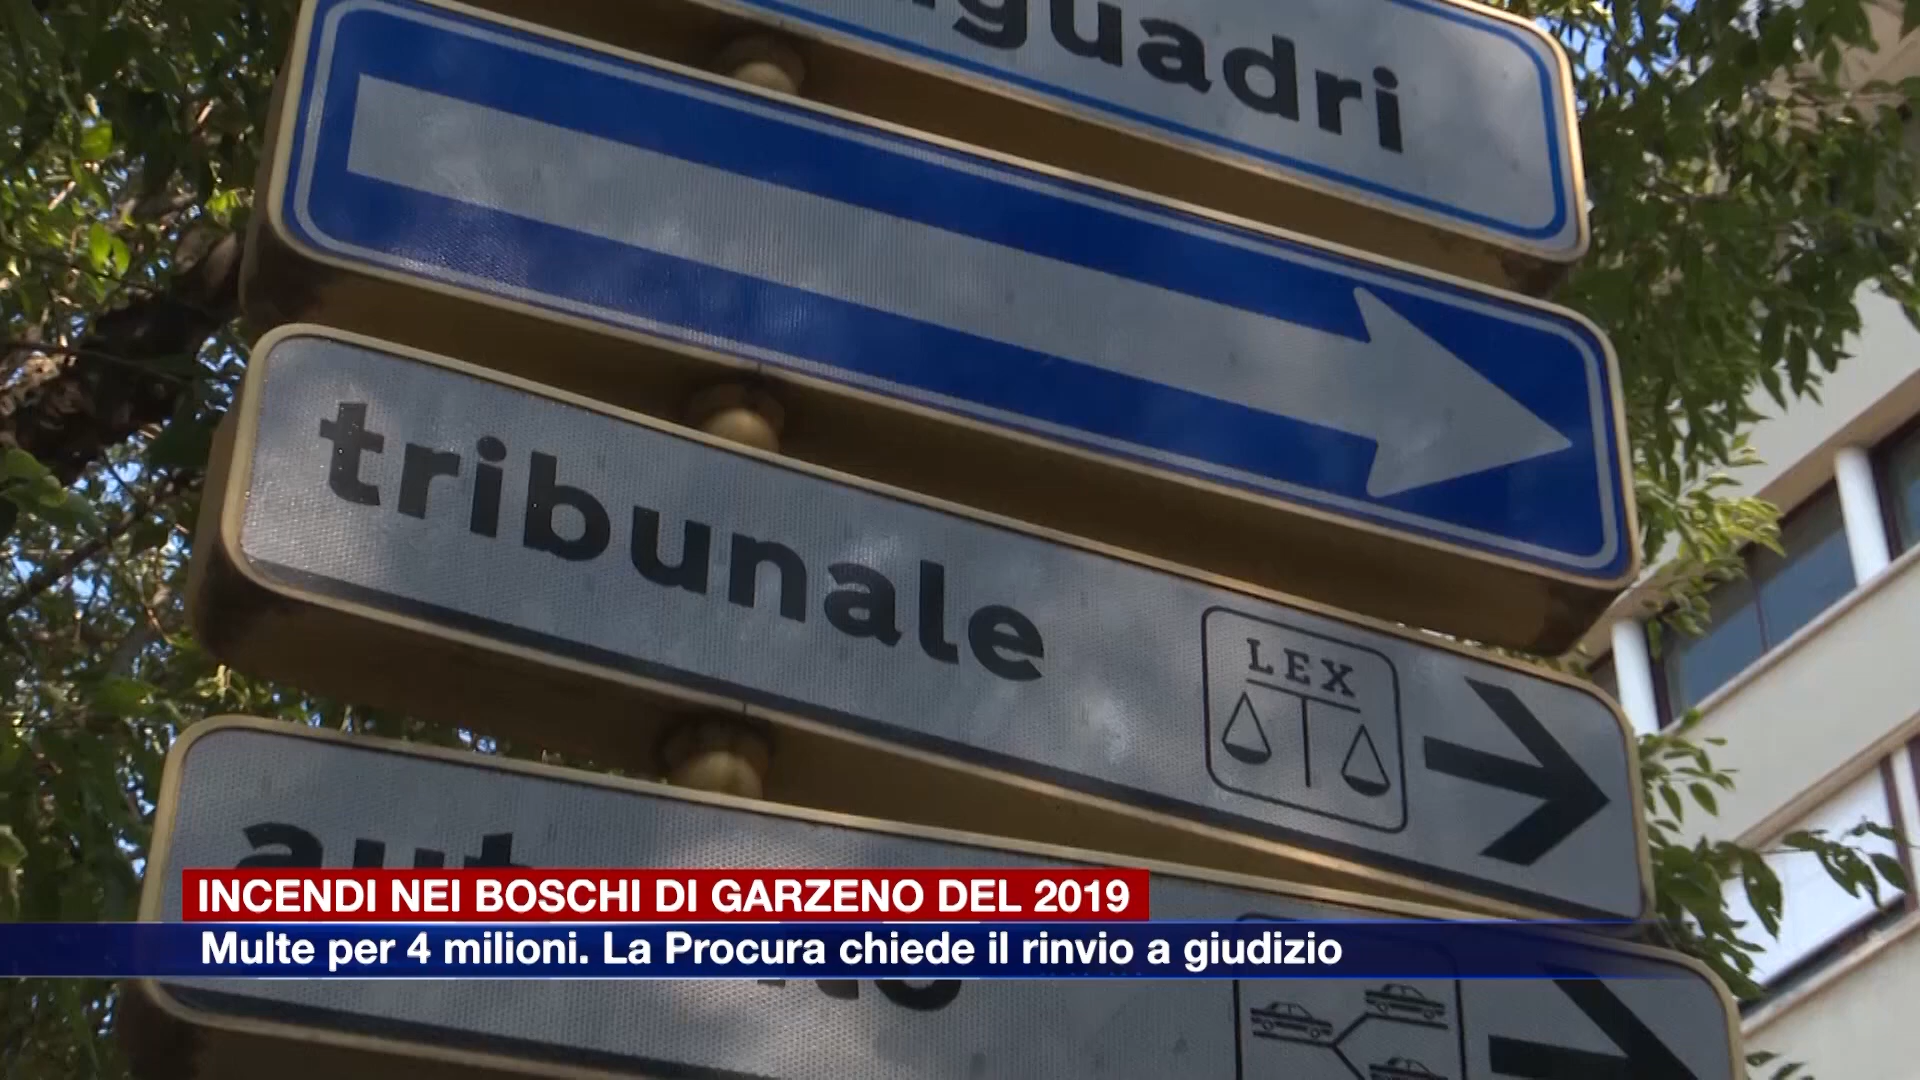 tribunale
LEX
INCENDI NEI BOSCHI DI GARZENO DEL 2019
Multe per 4 milioni. La Procura chiede il rinvio a giudizio